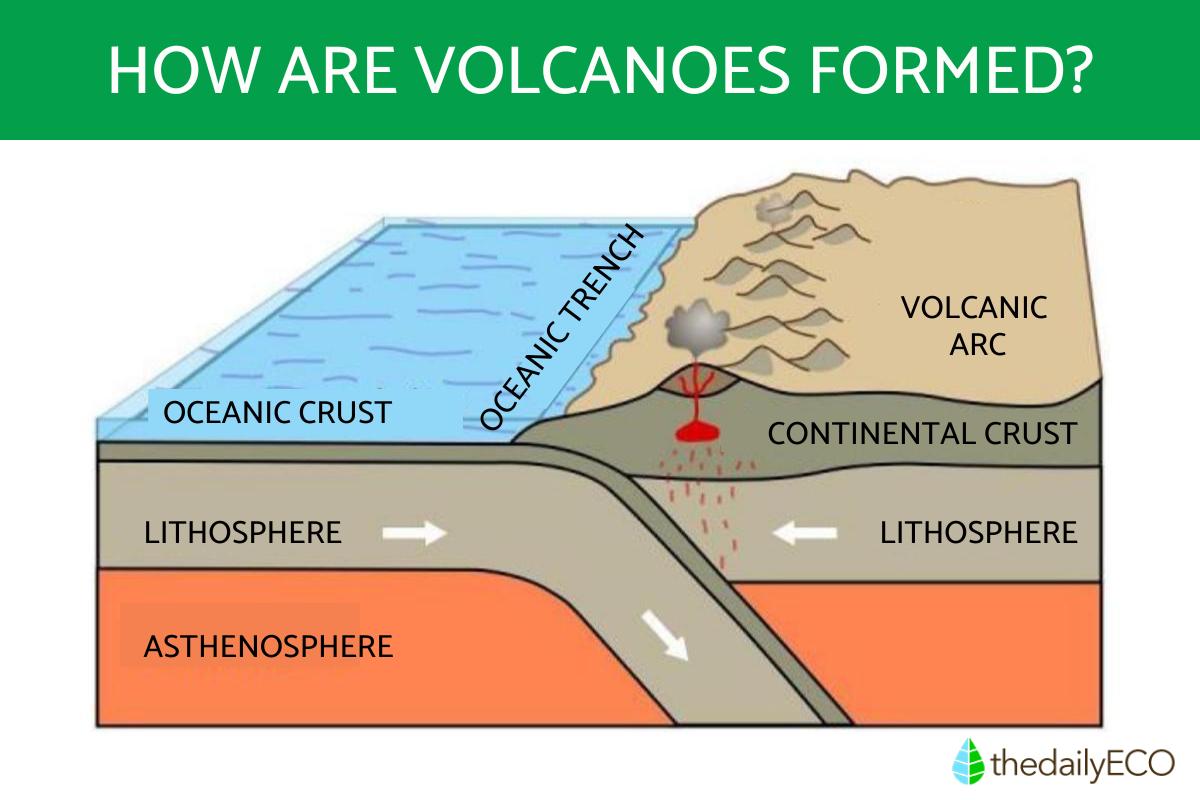 HOW ARE VOLCANOES FORMED?
OCEANIC TRENCH
VOLCANIC
ARC
OCEANIC CRUST
CONTINENTAL CRUST
LITHOSPHERE
LITHOSPHERE
ASTHENOSPHERE
thedailyECO